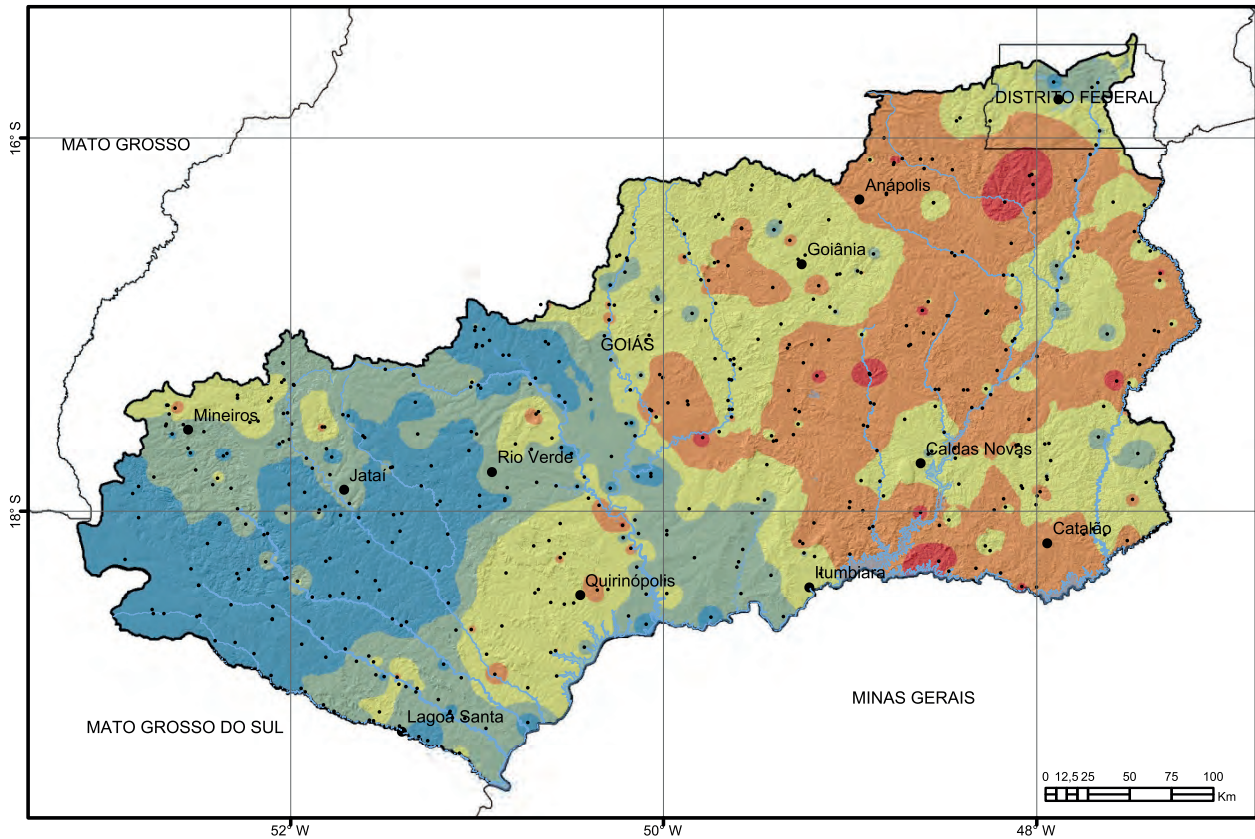 DISTRITO FEDERAL
16° S
MATO GROSSO
Anápolis
Goiânia
GOIÁS
Mineiros
Caldas Novas
Rio Verde
Jataí
18° S
Catalão
Itumbiara
Quirinópolis
MINAS GERAIS
Lagoa Santa
MATO GROSSO DO SUL
0 12,5 25 50 75 100
Km
52° W 50° W 48° W